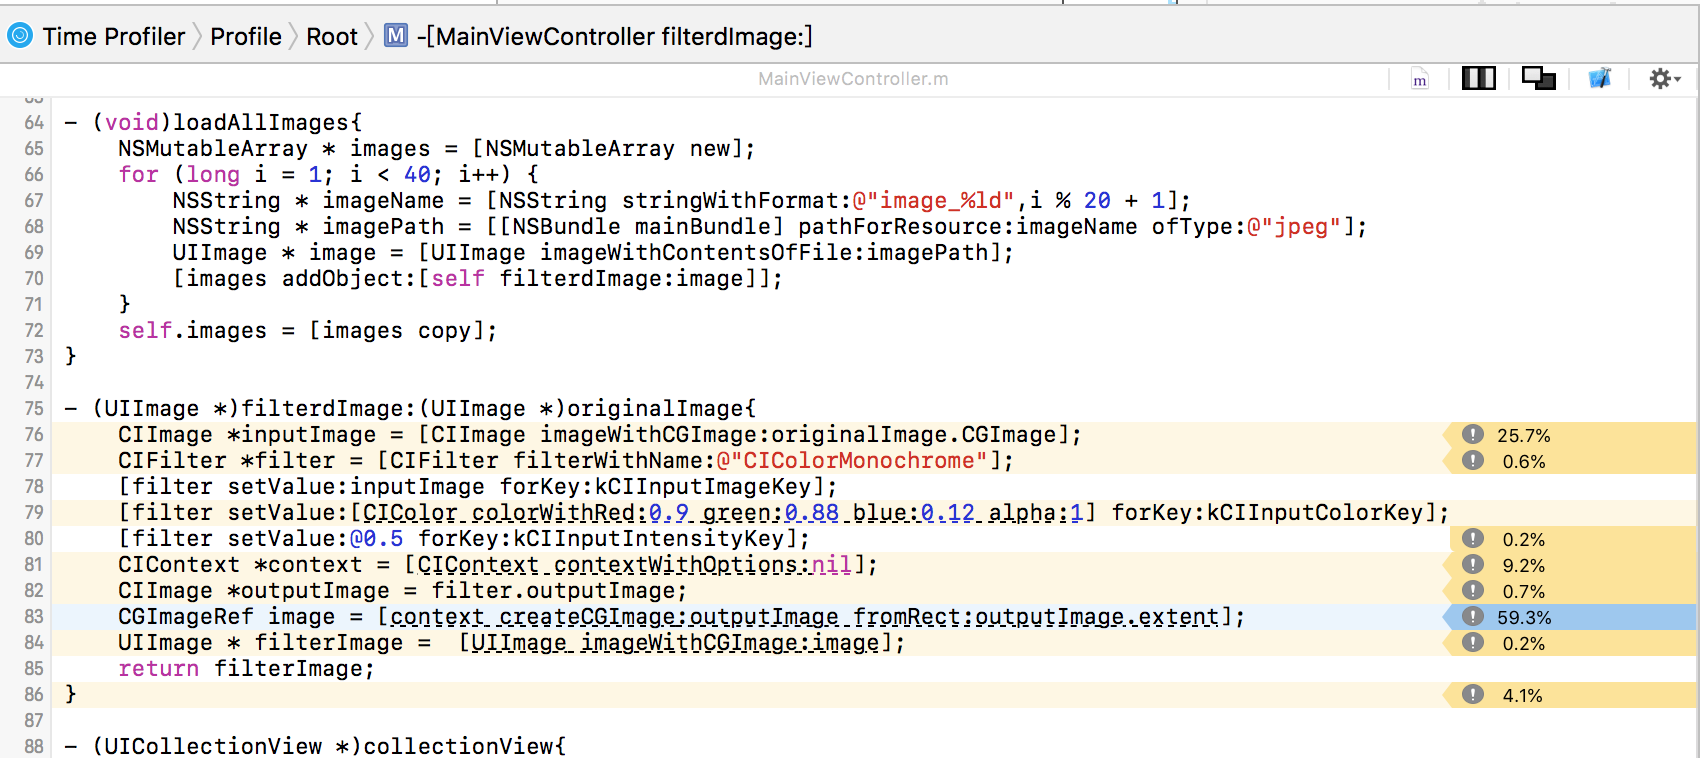 Time Profiler Profile Root M -[MainViewController filterdImage:]
MainViewController.m
m
64 - (void)loadAllImages{
65 NSMutableArray * images = [NSMutableArray new];
66 for (long i = 1; i < 40; i++) {
67 NSString * imageName = [NSString stringWithFormat:@"image_%ld",i % 20 + 1];
68 NSString * imagePath = [[NSBundle mainBundle] pathForResource:imageName ofType:@"jpeg"];
69 UIImage * image = [UIImage imageWithContentsOfFile:imagePath];
70 [images addObject:[self filterdImage:image]];
71 }
72 self.images = [images copy];
73 }
74
75 - (UIImage *)filterdImage:(UIImage *)originalImage{
76 CIImage *inputImage = [CIImage imageWithCGImage:originalImage.CGImage]; 25.7%
77 CIFilter *filter = [CIFilter filterWithName:@"CIColorMonochrome"]; 0.6%
78 [filter setValue:inputImage forKey:kCIInputImageKey];
79 [filter setValue:[CIColor colorWithRed:0.9 green:0.88 blue:0.12 alpha:1] forKey:kCIInputColorKey];
80 [filter setValue:@0.5 forKey:kCIInputIntensityKey]; 0.2%
81 CIContext *context = [CIContext contextWithOptions:nil]; 9.2%
82 CIImage *outputImage = filter.outputImage; 0.7%
83 CGImageRef image = [context createCGImage:outputImage fromRect:outputImage.extent]; 59.3%
84 UIImage * filterImage = [UIImage imageWithCGImage:image]; 0.2%
85 return filterImage;
86 } 4.1%
87
88 - (UICollectionView *)collectionView{